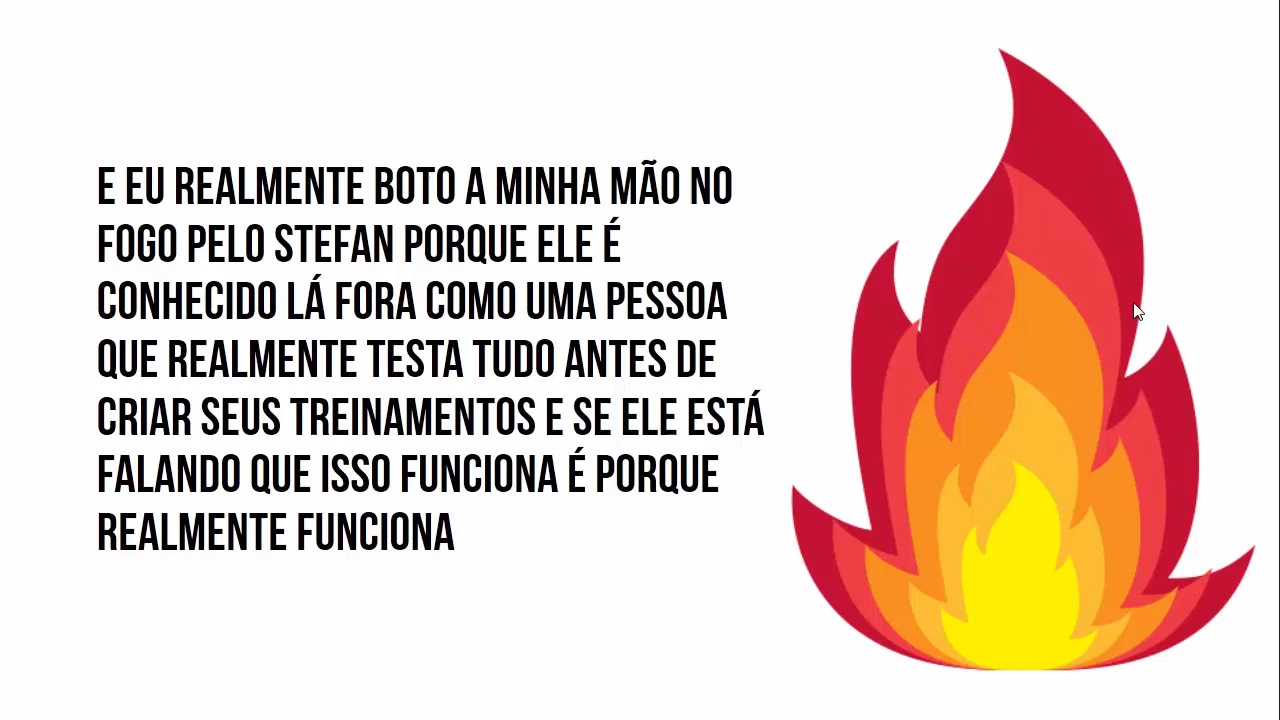 E EU REALMENTE BOTO A MINHA MÃO NO
FOGO PELO STEFAN PORQUE ELE É
CONHECIDO LÁ FORA COMO UMA PESSOA
QUE REALMENTE TESTA TUDO ANTES DE
CRIAR SEUS TREINAMENTOS E SE ELE ESTÁ
FALANDO QUE ISSO FUNCIONA É PORQUE
REALMENTE FUNCIONA